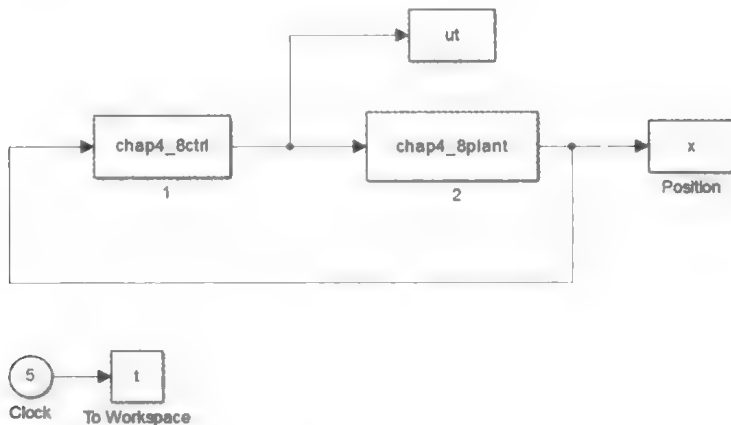 ut
chap4_8ctrl
chap4_8plant
x
1
2
Position
5
t
Clock
To Workspace